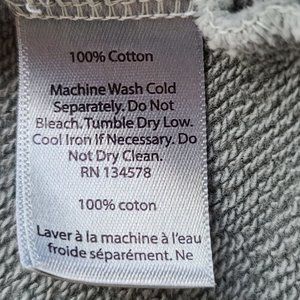 100% Cotton
Machine Wash Cold
Separately. Do Not
Bleach. Tumble Dry Low.
Cool Iron If Necessary. Do
Not Dry Clean.
RN 134578
100% coton
Laver à la machine à l'eau
froide séparément. Ne